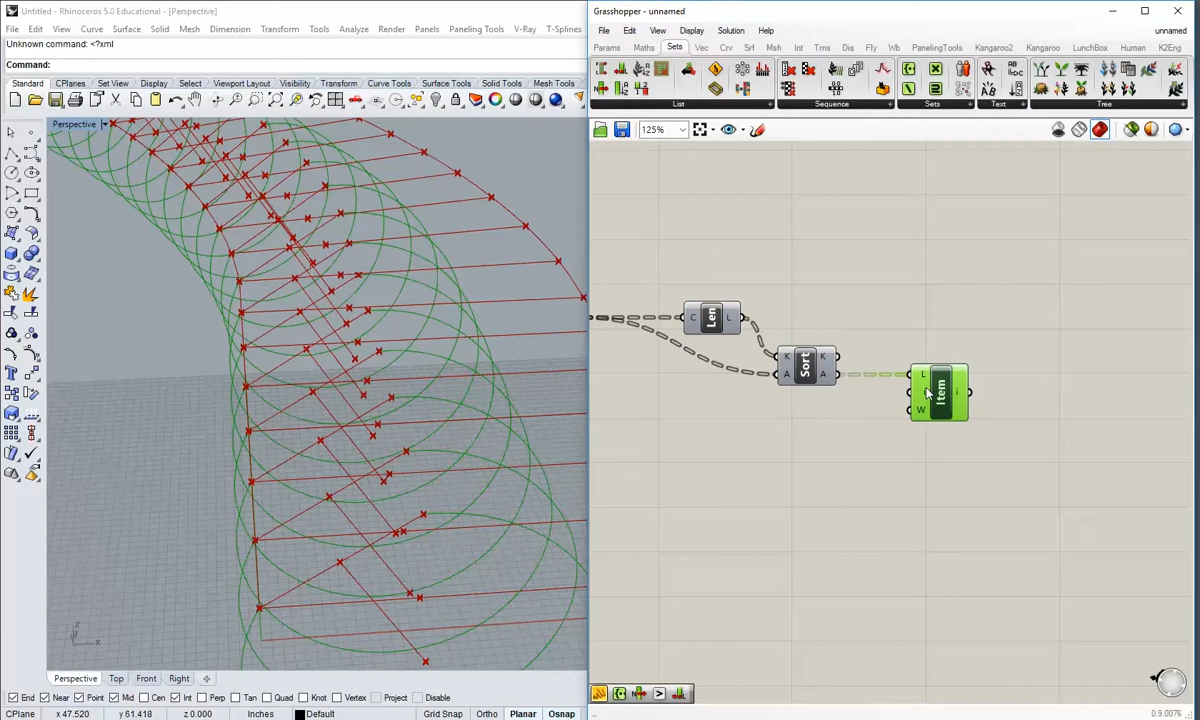 Untitled - Rhinoceros 5.0 Educational - [Perspective]
File Edit View Curve Surface Solid Mesh Dimension Transform Tools Analyze Render Panels Paneling Tools V-Ray T-Splines
Unknown command: <?xml
Command:
Standard CPlanes Set View Display Select Viewport Layout Visibility Transform Curve Tools Surface Tools Solid Tools Mesh Tools
Perspective
z
x
Perspective Top Front Right
End Near Point Mid Cen Int Perp Tan Quad Knot Vertex Project Disable
CPlane x 47.520 y 61.418 z 0.000 Inches Default Grid Snap Ortho Planar Osnap
Grasshopper - unnamed
File Edit View Display Solution Help unnamed
Params Maths Sets Vec Crv Srf Msh Int Trns Dis Fly Wb PanelingTools Kangaroo2 Kangaroo LunchBox Human K2Eng
List Sequence Sets Text Tree
125%
C Len L
K Sort K
A A
L Item i
W
0.9.0076